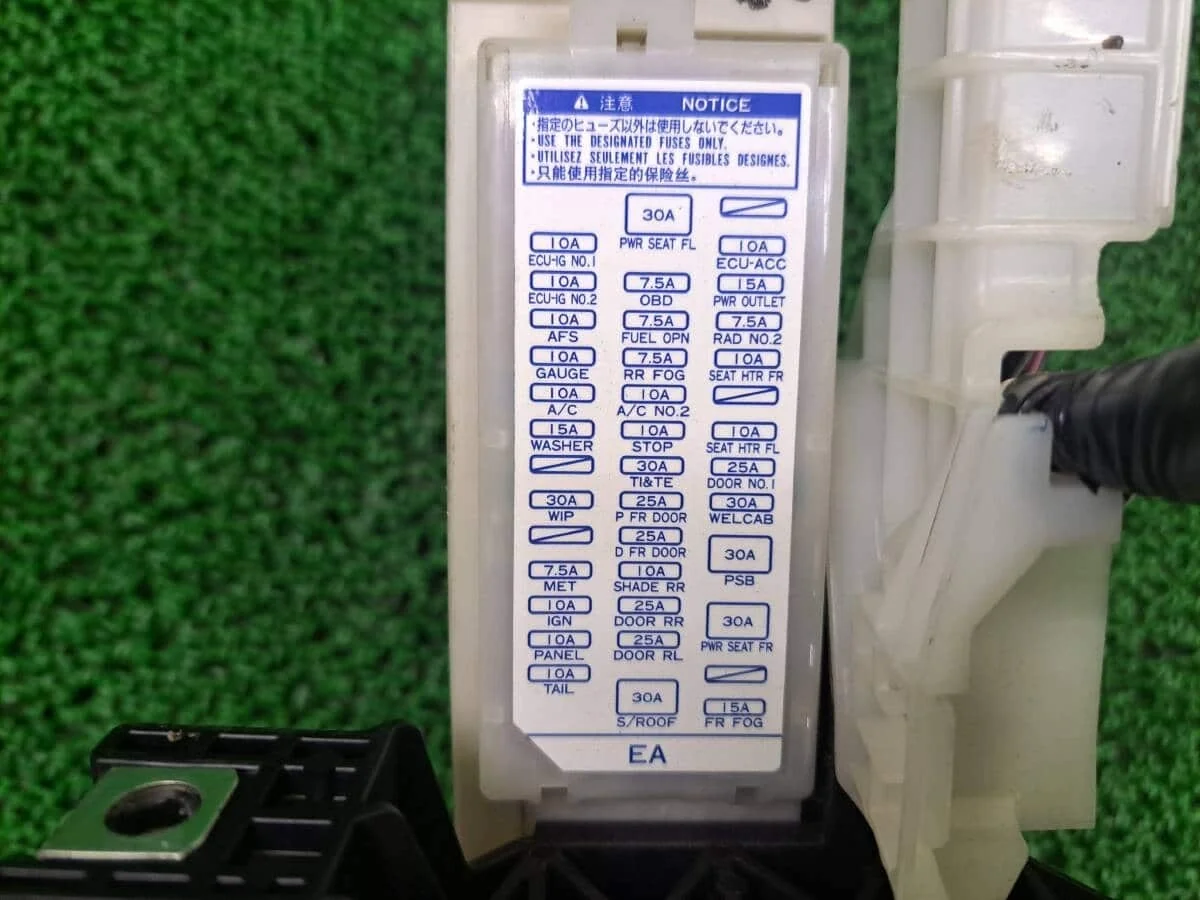 ⚠ 注意 NOTICE
・指定のヒューズ以外は使用しないでください。
・USE THE DESIGNATED FUSES ONLY.
・UTILISEZ SEULEMENT LES FUSIBLES DESIGNES.
・只能使用指定的保险丝。
10A
ECU-IG NO.1
10A
ECU-IG NO.2
10A
AFS
10A
GAUGE
10A
A/C
15A
WASHER
30A
WIP
7.5A
MET
10A
IGN
10A
PANEL
10A
TAIL
30A
PWR SEAT FL
7.5A
OBD
7.5A
FUEL OPN
7.5A
RR FOG
10A
A/C NO.2
10A
STOP
30A
TI&TE
25A
P FR DOOR
25A
D FR DOOR
10A
SHADE RR
25A
DOOR RR
25A
DOOR RL
30A
S/ROOF
10A
ECU-ACC
15A
PWR OUTLET
7.5A
RAD NO.2
10A
SEAT HTR FR
10A
SEAT HTR FL
25A
DOOR NO.1
30A
WELCAB
30A
PSB
30A
PWR SEAT FR
15A
FR FOG
EA